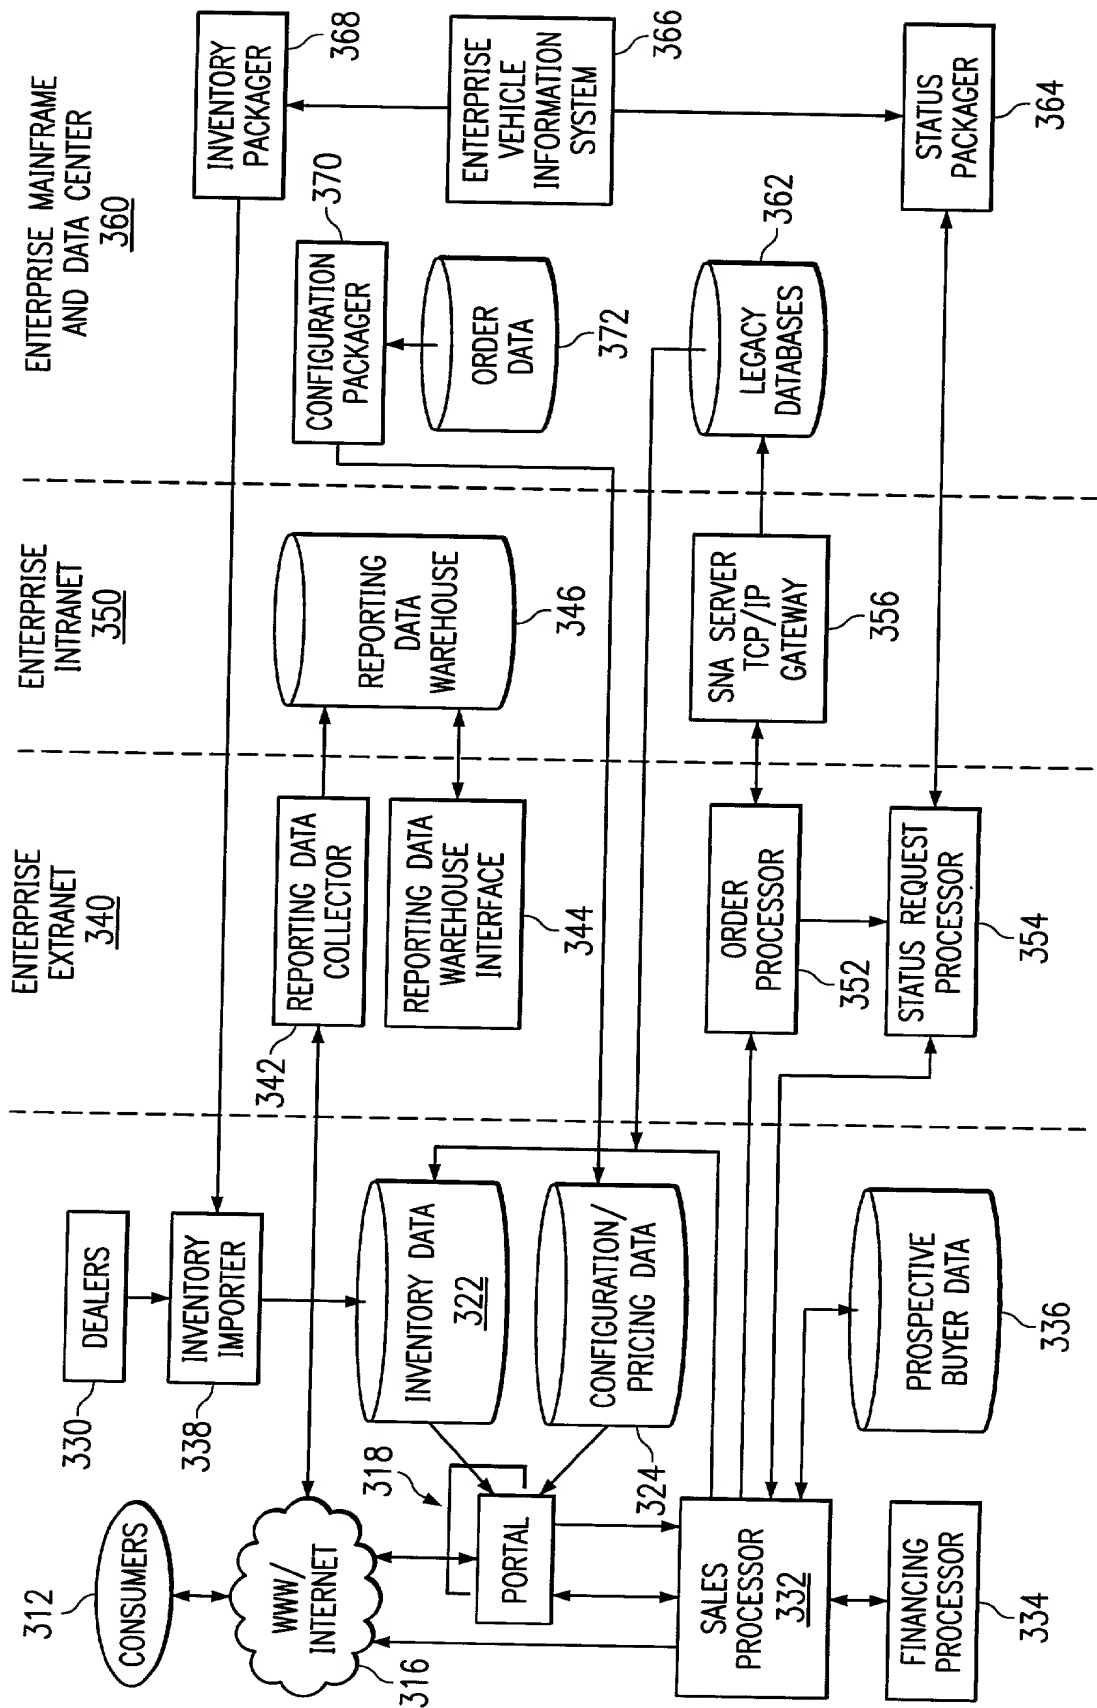 CONSUMERS
312
WWW/
INTERNET
316
DEALERS
330
INVENTORY
IMPORTER
338
INVENTORY DATA
322
318
PORTAL
CONFIGURATION/
PRICING DATA
324
SALES
PROCESSOR
332
FINANCING
PROCESSOR
334
PROSPECTIVE
BUYER DATA
336
ENTERPRISE
EXTRANET
340
REPORTING DATA
COLLECTOR
342
REPORTING DATA
WAREHOUSE
INTERFACE
344
ORDER
PROCESSOR
352
STATUS REQUEST
PROCESSOR
354
ENTERPRISE
INTRANET
350
REPORTING
DATA
WAREHOUSE
346
SNA SERVER
TCP/IP
GATEWAY
356
ENTERPRISE MAINFRAME
AND DATA CENTER
360
INVENTORY
PACKAGER
368
CONFIGURATION
PACKAGER
370
ORDER
DATA
372
ENTERPRISE
VEHICLE
INFORMATION
SYSTEM
366
LEGACY
DATABASES
362
STATUS
PACKAGER
364